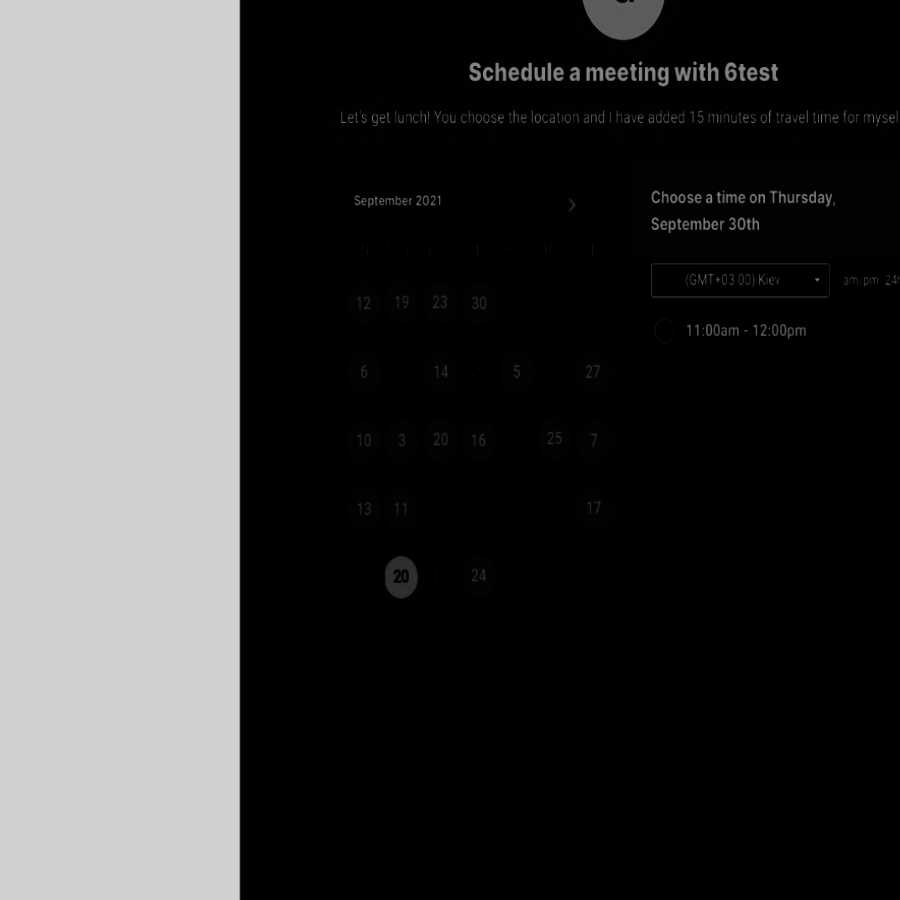 Schedule a meeting with 6test
Let's get lunch! You choose the location and I have added 15 minutes of travel time for mysel
September 2021
12 19 23 30
6 14 5 27
10 3 20 16 25 7
13 11 17
20 24
Choose a time on Thursday,
September 30th
(GMT+03:00) Kiev
am/pm 24
11:00am - 12:00pm